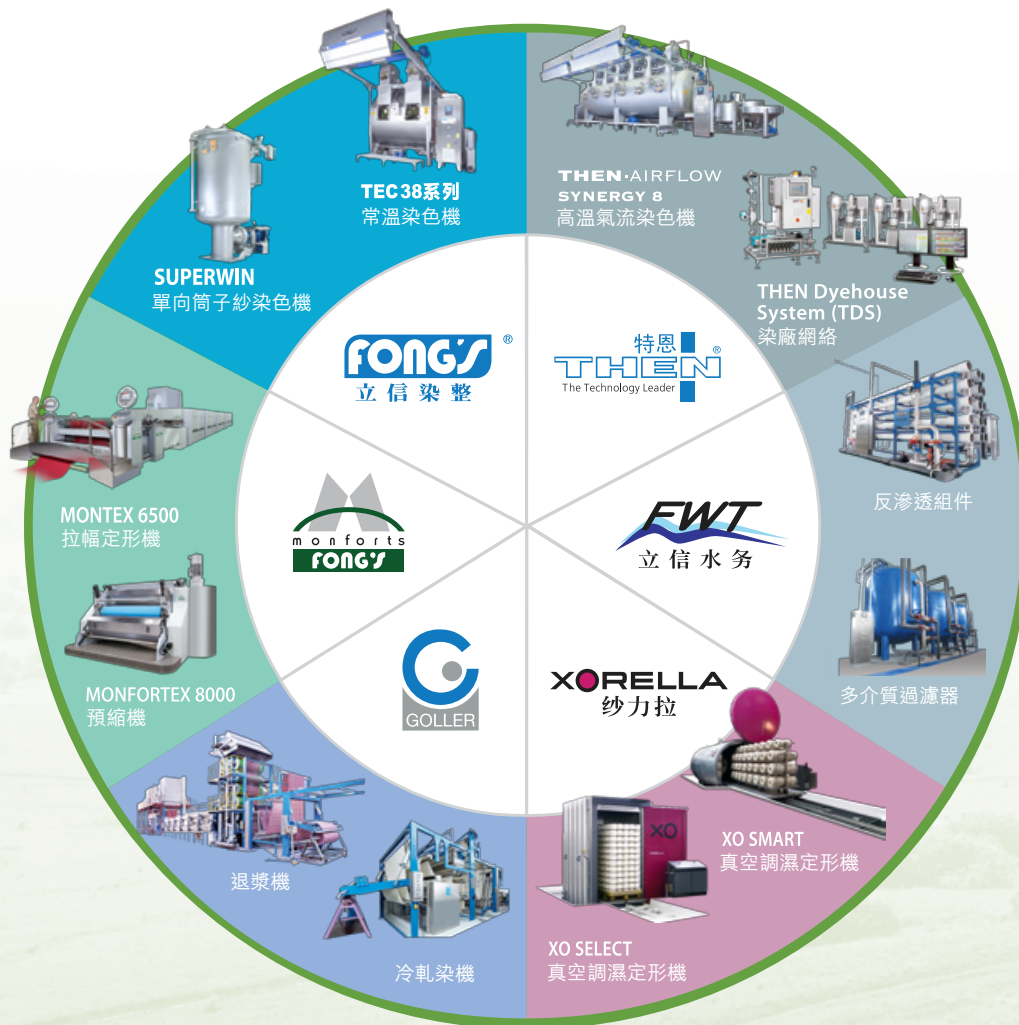 TEC 38系列
常溫染色機
SUPERWIN
單向筒子紗染色機
THEN·AIRFLOW
SYNERGY 8
高溫氣流染色機
THEN Dyehouse
System (TDS)
染廠網絡
FONG'S ®
立信染整
特恩
THEN ®
The Technology Leader
MONTEX 6500
拉幅定形機
MONFORTEX 8000
預縮機
monforts
FONG'S
FWT
立信水务
反滲透組件
多介質過濾器
GOLLER
XORELLA
纱力拉
退漿機
冷軋染機
XO
XORELLA
XO SMART
真空調濕定形機
XO SELECT
真空調濕定形機